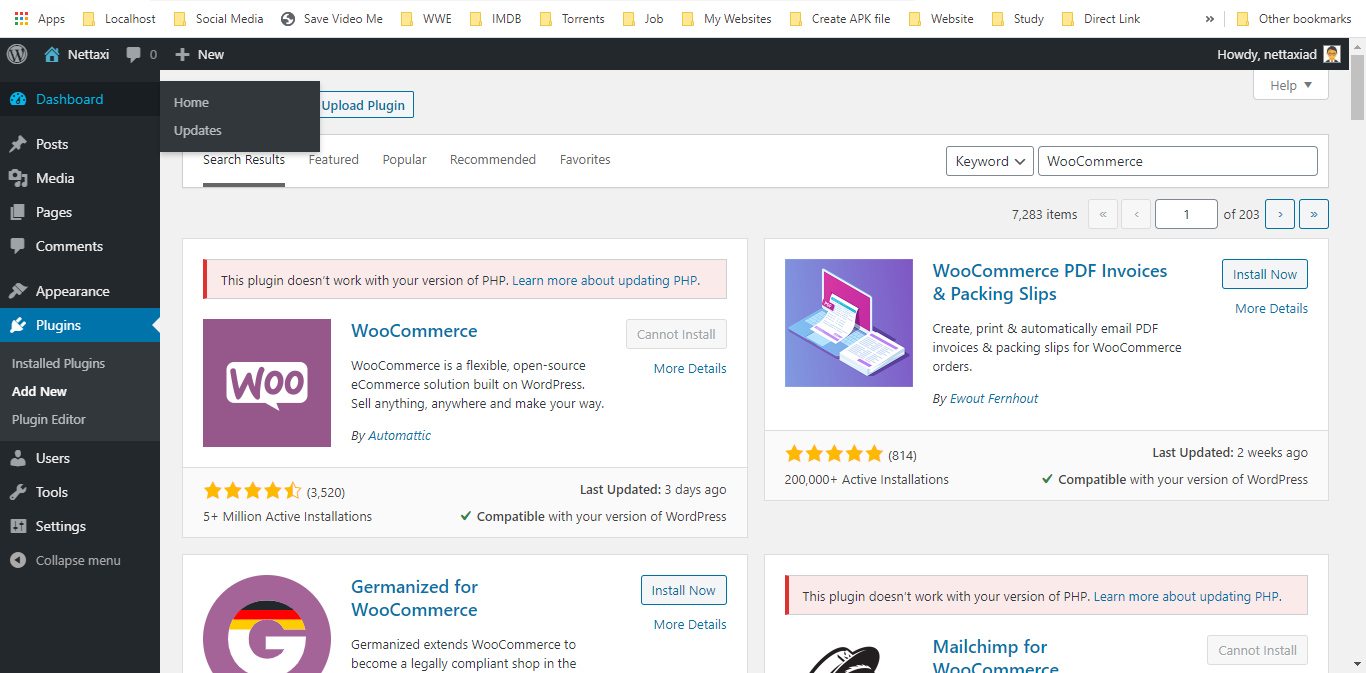 Apps
Localhost
Social Media
Save Video Me
WWE
IMDB
Torrents
Job
My Websites
Create APK file
Website
Study
Direct Link
»
Other bookmarks
Nettaxi
0
New
Howdy, nettaxiad
Dashboard
Home
Updates
Posts
Media
Pages
Comments
Appearance
Plugins
Installed Plugins
Add New
Plugin Editor
Users
Tools
Settings
Collapse menu
Upload Plugin
Help
Search Results
Featured
Popular
Recommended
Favorites
Keyword
WooCommerce
7,283 items
«
‹
1
of 203
›
»
This plugin doesn’t work with your version of PHP. Learn more about updating PHP.
WOO
WooCommerce
Cannot Install
More Details
WooCommerce is a flexible, open-source
eCommerce solution built on WordPress.
Sell anything, anywhere and make your way.
By Automattic
(3,520)
5+ Million Active Installations
Last Updated: 3 days ago
Compatible with your version of WordPress
PDF
WooCommerce PDF Invoices
& Packing Slips
Install Now
More Details
Create, print & automatically email PDF
invoices & packing slips for WooCommerce
orders.
By Ewout Fernhout
(814)
200,000+ Active Installations
Last Updated: 2 weeks ago
Compatible with your version of WordPress
G
Germanized for
WooCommerce
Install Now
More Details
Germanized extends WooCommerce to
become a legally compliant shop in the
This plugin doesn’t work with your version of PHP. Learn more about updating PHP.
Mailchimp for
WooCommerce
Cannot Install